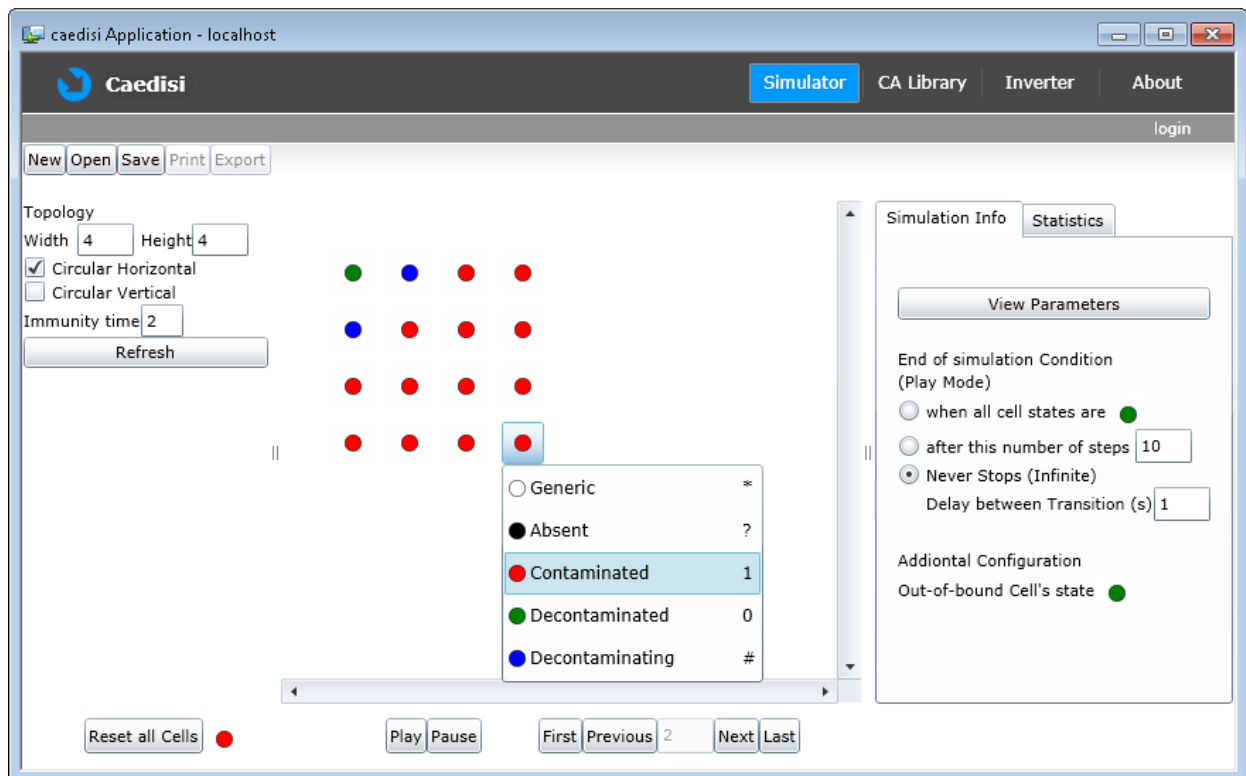 caedisi Application - localhost
Caedisi
Simulator CA Library Inverter About
login
New Open Save Print Export
Topology
Width 4 Height 4
Circular Horizontal
Circular Vertical
Immunity time 2
Refresh
Generic *
Absent ?
Contaminated 1
Decontaminated 0
Decontaminating #
Simulation Info Statistics
View Parameters
End of simulation Condition
(Play Mode)
when all cell states are
after this number of steps 10
Never Stops (Infinite)
Delay between Transition (s) 1
Addiontal Configuration
Out-of-bound Cell's state
Reset all Cells Play Pause First Previous 2 Next Last